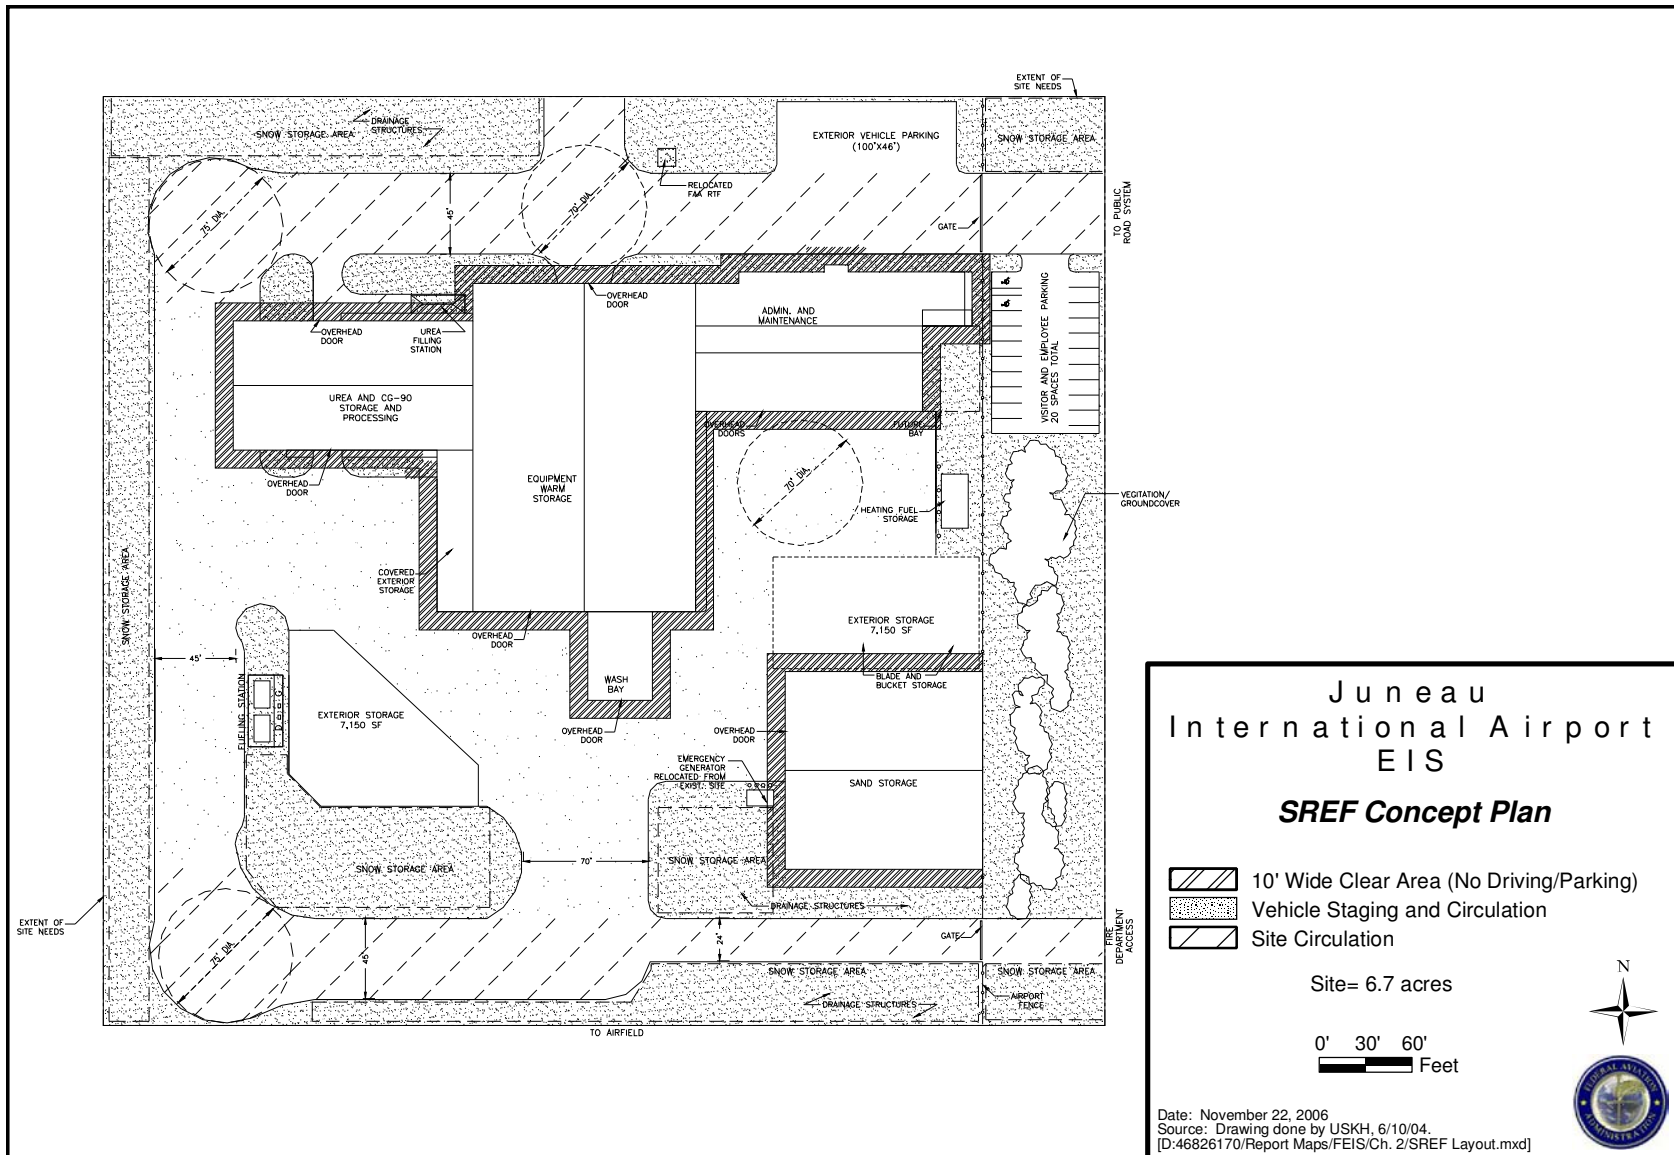 EXTENT OF
SITE NEEDS
DRAINAGE
STRUCTURES
SNOW STORAGE AREA
EXTERIOR VEHICLE PARKING
(100'X46')
SNOW STORAGE AREA
RELOCATED
FAA RTF
75' DIA.
45'
70' DIA.
GATE
TO PUBLIC
ROAD SYSTEM
OVERHEAD
DOOR
ADMIN. AND
MAINTENANCE
OVERHEAD
DOOR
UREA
FILLING
STATION
VISITOR AND EMPLOYEE PARKING
20 SPACES TOTAL
UREA AND CG-90
STORAGE AND
PROCESSING
OVERHEAD
DOORS
FUTURE
BAY
OVERHEAD
DOOR
EQUIPMENT
WARM
STORAGE
70' DIA.
HEATING FUEL
STORAGE
VEGITATION/
GROUNDCOVER
SNOW STORAGE AREA
COVERED
EXTERIOR
STORAGE
OVERHEAD
DOOR
EXTERIOR STORAGE
7,150 SF
45'
WASH
BAY
BLADE AND
BUCKET STORAGE
FUELING STATION
D
G
EXTERIOR STORAGE
7,150 SF
OVERHEAD
DOOR
OVERHEAD
DOOR
EMERGENCY
GENERATOR
RELOCATED FROM
EXIST. SITE
SAND STORAGE
SNOW STORAGE AREA
70'
SNOW STORAGE AREA
DRAINAGE STRUCTURES
EXTENT OF
SITE NEEDS
75' DIA.
45'
24'
GATE
FIRE
DEPARTMENT
ACCESS
SNOW STORAGE AREA
SNOW STORAGE AREA
DRAINAGE STRUCTURES
AIRPORT
FENCE
TO AIRFIELD
Juneau
International Airport
EIS
SREF Concept Plan
10' Wide Clear Area (No Driving/Parking)
Vehicle Staging and Circulation
Site Circulation
Site= 6.7 acres
N
0' 30' 60'
Feet
FEDERAL AVIATION
ADMINISTRATION
Date: November 22, 2006
Source: Drawing done by USKH, 6/10/04.
[D:46826170/Report Maps/FEIS/Ch. 2/SREF Layout.mxd]